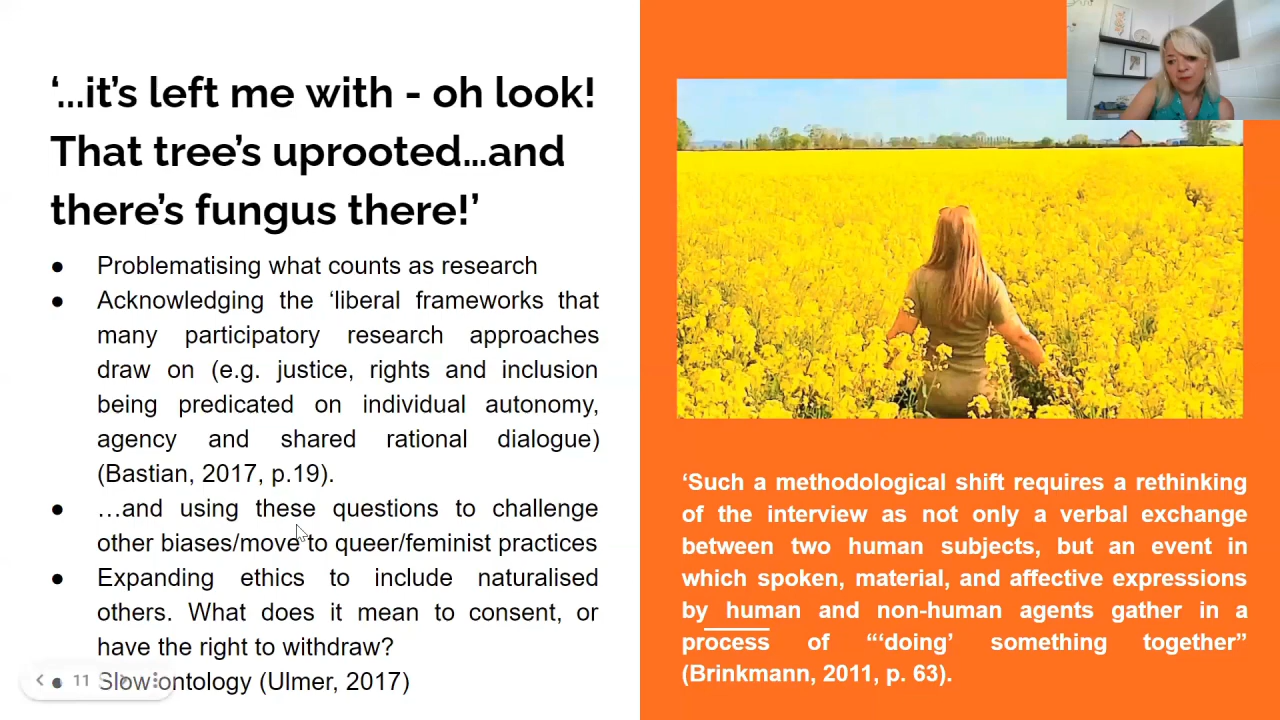 ‘...it’s left me with - oh look!
That tree’s uprooted...and
there’s fungus there!’
● Problematising what counts as research
● Acknowledging the ‘liberal frameworks that
many participatory research approaches
draw on (e.g. justice, rights and inclusion
being predicated on individual autonomy,
agency and shared rational dialogue)
(Bastian, 2017, p.19).
● …and using these questions to challenge
other biases/move to queer/feminist practices
● Expanding ethics to include naturalised
others. What does it mean to consent, or
have the right to withdraw?
● Slow ontology (Ulmer, 2017)
11
‘Such a methodological shift requires a rethinking
of the interview as not only a verbal exchange
between two human subjects, but an event in
which spoken, material, and affective expressions
by human and non-human agents gather in a
process of “‘doing’ something together”
(Brinkmann, 2011, p. 63).